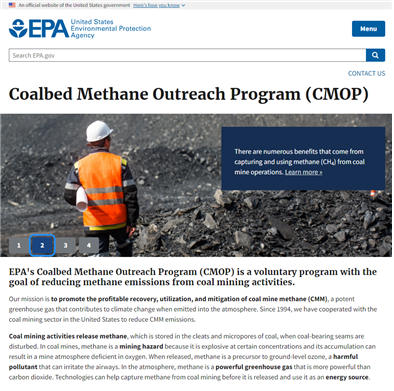 An official website of the United States government Here's how you know
EPA United States
Environmental Protection
Agency
Menu
Search EPA.gov
CONTACT US
Coalbed Methane Outreach Program (CMOP)
There are numerous benefits that come from
capturing and using methane (CH₄) from coal
mine operations. Learn more »
1 2 3 4
EPA's Coalbed Methane Outreach Program (CMOP) is a voluntary program with the
goal of reducing methane emissions from coal mining activities.
Our mission is to promote the profitable recovery, utilization, and mitigation of coal mine methane (CMM), a potent
greenhouse gas that contributes to climate change when emitted into the atmosphere. Since 1994, we have cooperated with the
coal mining sector in the United States to reduce CMM emissions.
Coal mining activities release methane, which is stored in the cleats and micropores of coal, when coal-bearing seams are
disturbed. In coal mines, methane is a mining hazard because it is explosive at certain concentrations and its accumulation can
result in a mine atmosphere deficient in oxygen. When released, methane is a precursor to ground-level ozone, a harmful
pollutant that can irritate the airways. In the atmosphere, methane is a powerful greenhouse gas that is more powerful than
carbon dioxide. Technologies can help capture methane from coal mining before it is released and use it as an energy source.